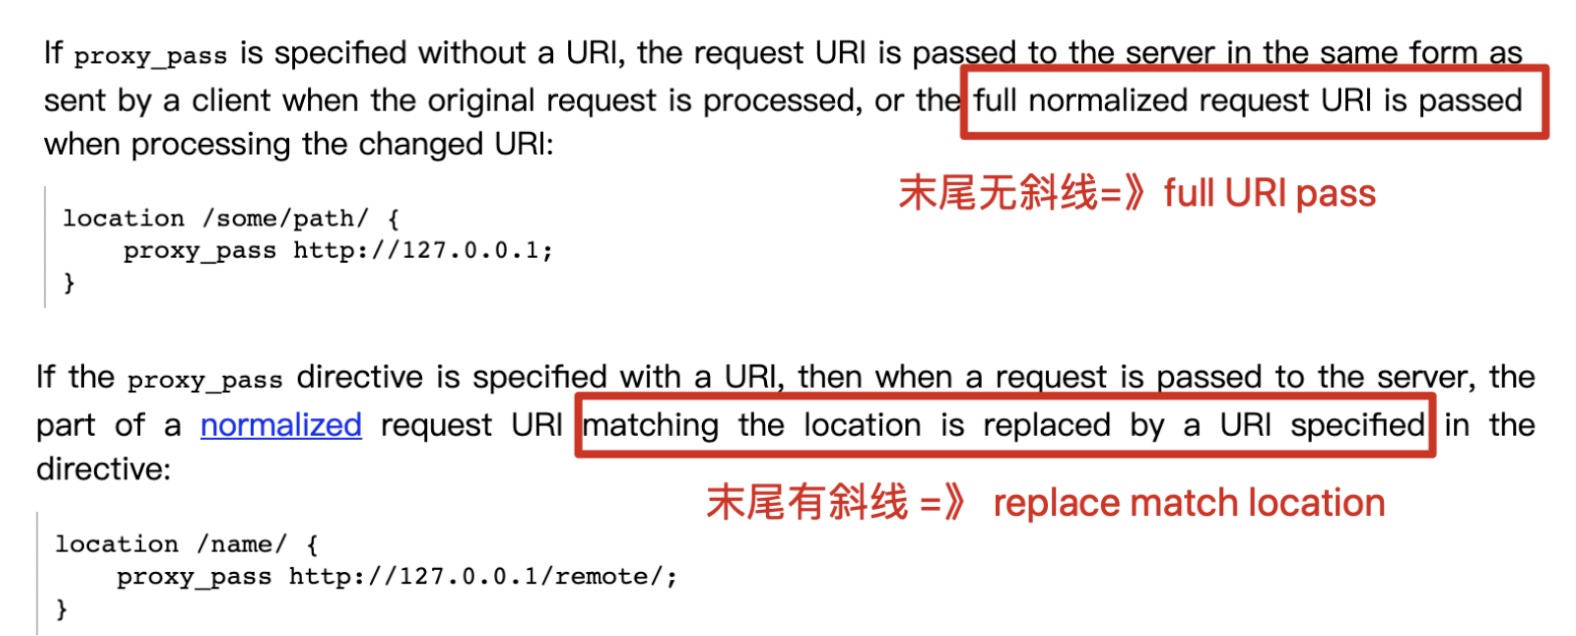 If proxy_pass is specified without a URI, the request URI is passed to the server in the same form as
sent by a client when the original request is processed, or the full normalized request URI is passed
when processing the changed URI:
末尾无斜线=》full URI pass
location /some/path/ {
    proxy_pass http://127.0.0.1;
}
If the proxy_pass directive is specified with a URI, then when a request is passed to the server, the
part of a normalized request URI matching the location is replaced by a URI specified in the
directive:
末尾有斜线 =》 replace match location
location /name/ {
    proxy_pass http://127.0.0.1/remote/;
}